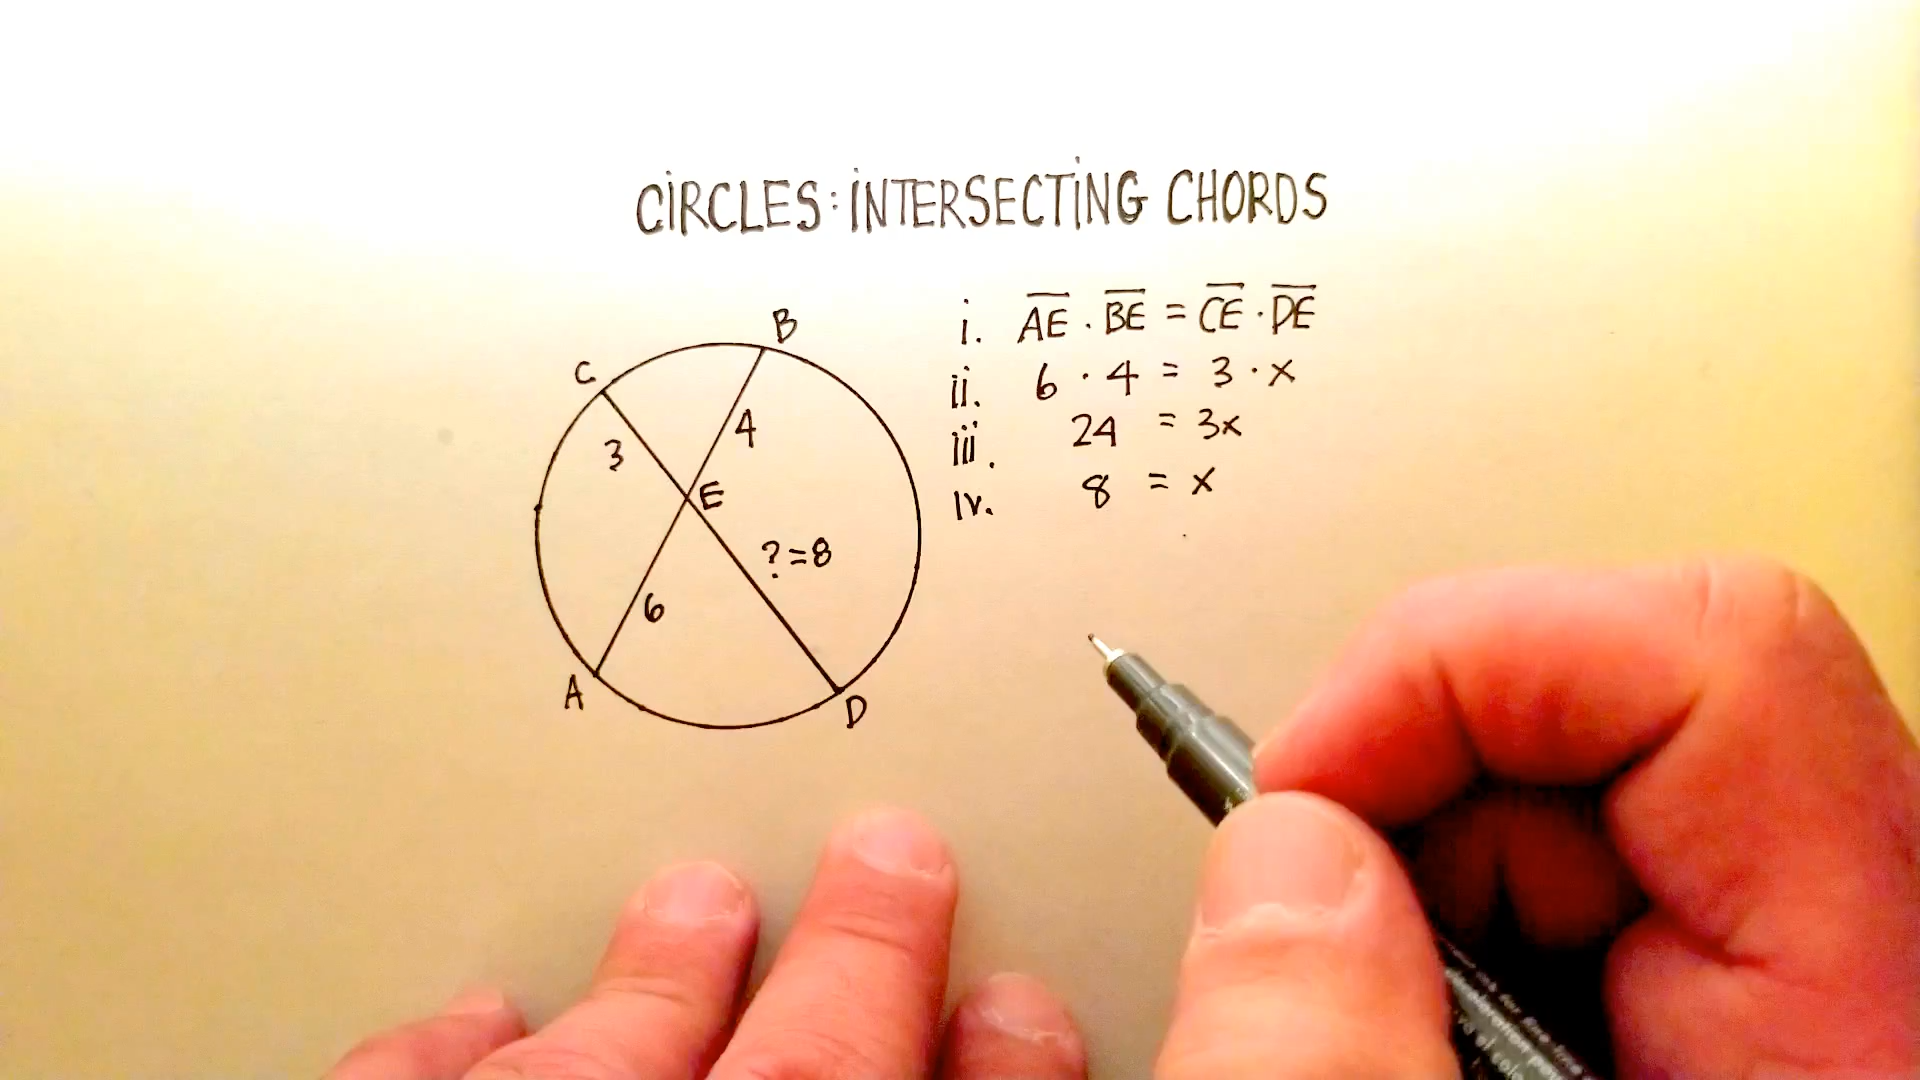 CIRCLES: INTERSECTING CHORDS
i. AE · BE = CE · DE
ii. 6 · 4 = 3 · x
iii. 24 = 3x
iv. 8 = x
B
C
4
3
E
? = 8
6
A
D